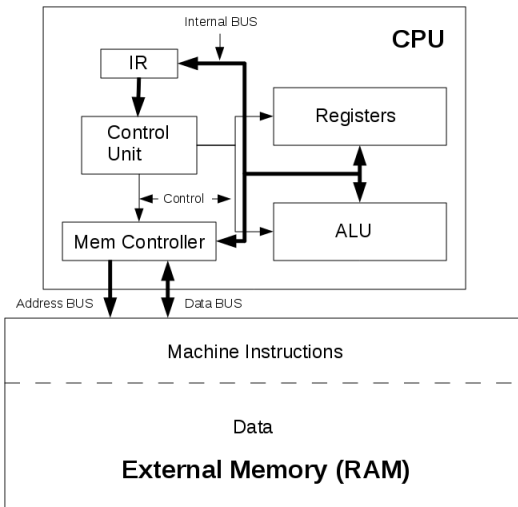 Internal BUS
CPU
IR
Registers
Control
Unit
Control
ALU
Mem Controller
Address BUS
Data BUS
Machine Instructions
Data
External Memory (RAM)